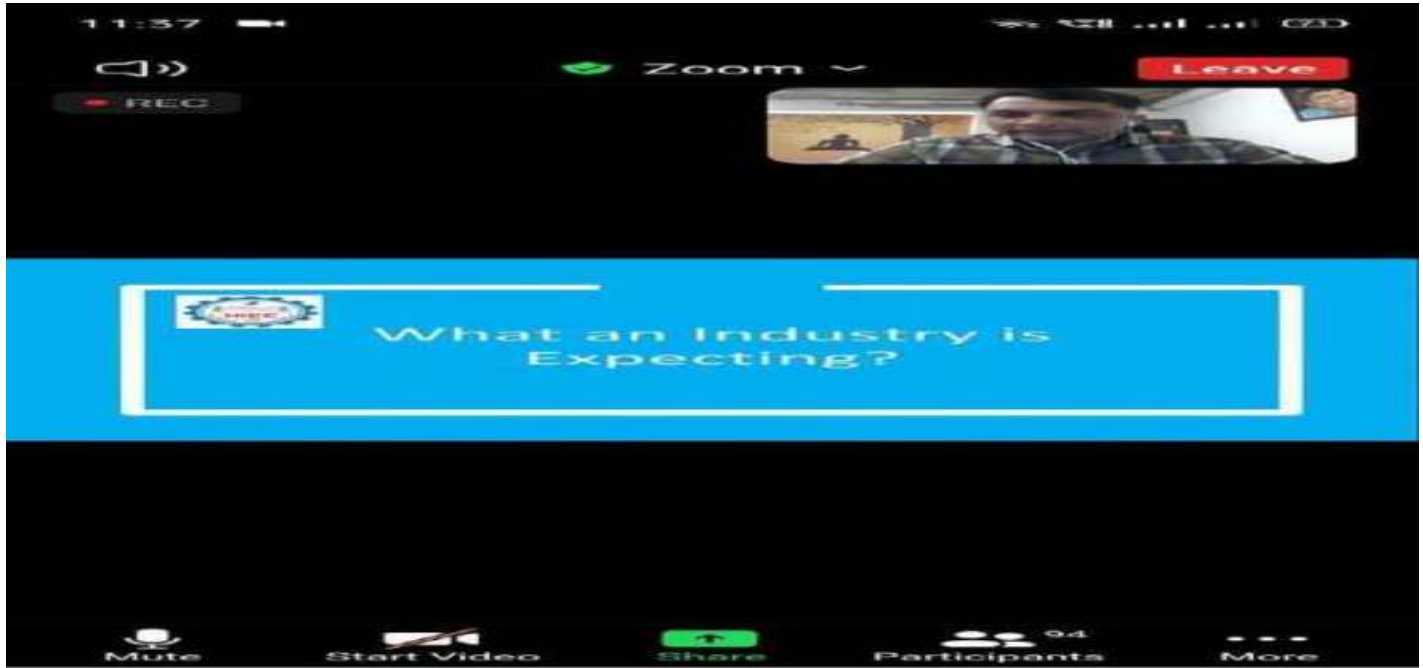 11:37
Zoom
Leave
REC
What an Industry is
Expecting?
Mute
Start Video
Share
94
Participants
More